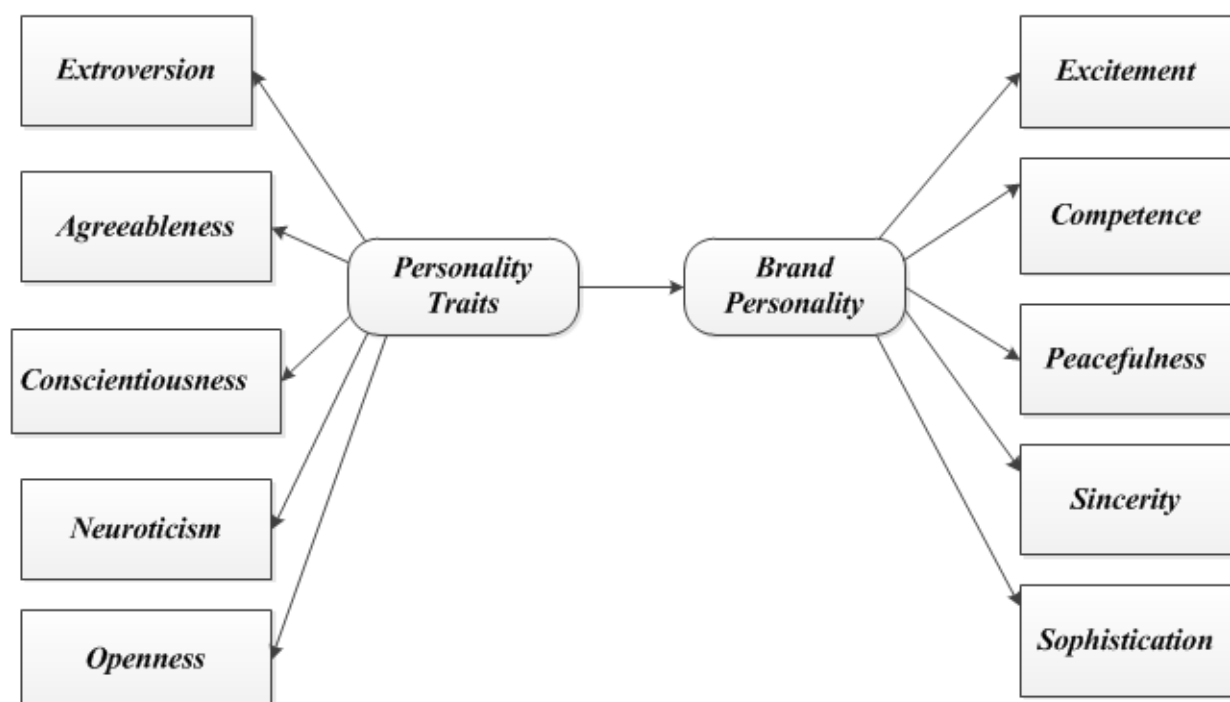 Extroversion
Agreeableness
Conscientiousness
Neuroticism
Openness
Personality
Traits
Brand
Personality
Excitement
Competence
Peacefulness
Sincerity
Sophistication